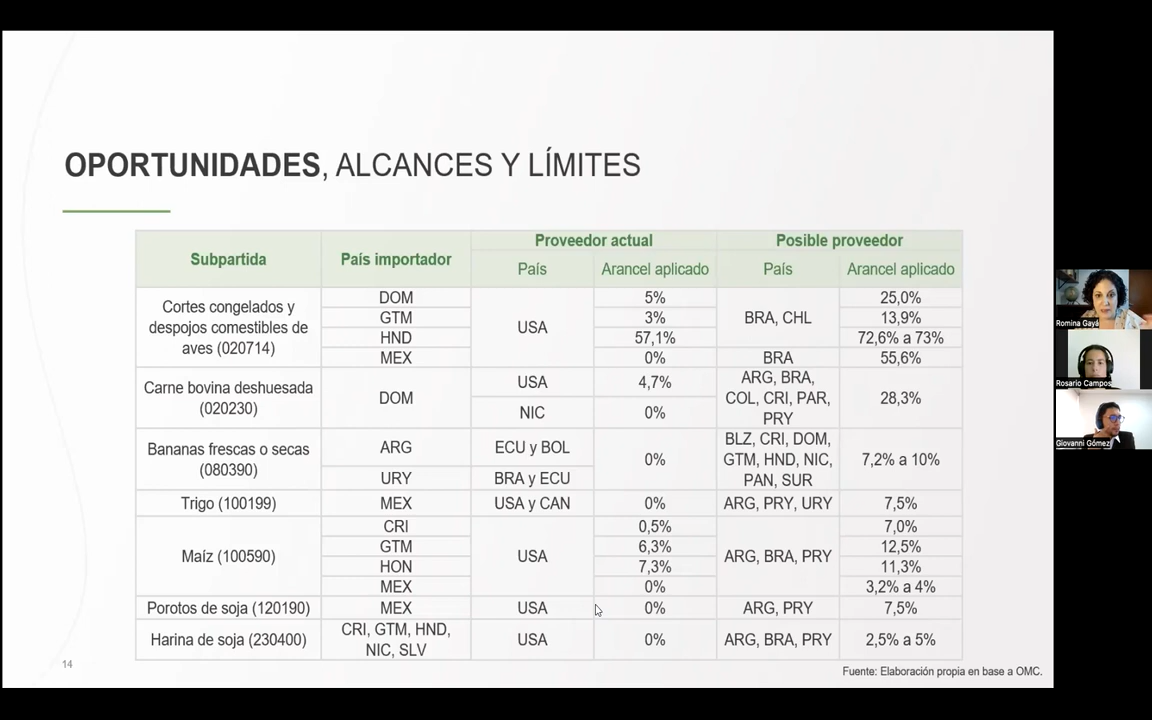 OPORTUNIDADES, ALCANCES Y LÍMITES
Subpartida
País importador
Proveedor actual
Posible proveedor
País
Arancel aplicado
País
Arancel aplicado
Cortes congelados y
despojos comestibles de
aves (020714)
DOM
USA
5%
BRA, CHL
25,0%
GTM
3%
13,9%
HND
57,1%
72,6% a 73%
MEX
0%
BRA
55,6%
Carne bovina deshuesada
(020230)
DOM
USA
4,7%
ARG, BRA,
COL, CRI, PAR,
PRY
28,3%
NIC
0%
Bananas frescas o secas
(080390)
ARG
ECU y BOL
0%
BLZ, CRI, DOM,
GTM, HND, NIC,
PAN, SUR
7,2% a 10%
URY
BRA y ECU
Trigo (100199)
MEX
USA y CAN
0%
ARG, PRY, URY
7,5%
Maíz (100590)
CRI
USA
0,5%
ARG, BRA, PRY
7,0%
GTM
6,3%
12,5%
HON
7,3%
11,3%
MEX
0%
3,2% a 4%
Porotos de soja (120190)
MEX
USA
0%
ARG, PRY
7,5%
Harina de soja (230400)
CRI, GTM, HND,
NIC, SLV
USA
0%
ARG, BRA, PRY
2,5% a 5%
14
Fuente: Elaboración propia en base a OMC.
Romina Gayá
Rosario Campos
Giovanni Gómez